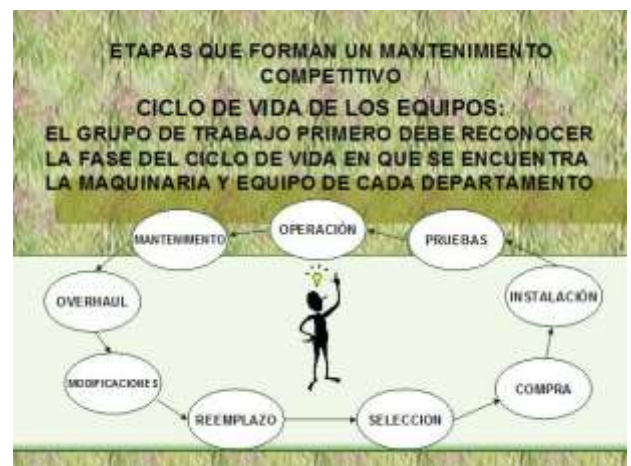 ETAPAS QUE FORMAN UN MANTENIMIENTO
COMPETITIVO
CICLO DE VIDA DE LOS EQUIPOS:
EL GRUPO DE TRABAJO PRIMERO DEBE RECONOCER
LA FASE DEL CICLO DE VIDA EN QUE SE ENCUENTRA
LA MAQUINARIA Y EQUIPO DE CADA DEPARTAMENTO
OPERACIÓN
MANTENIMENTO
PRUEBAS
OVERHAUL
INSTALACIÓN
MODIFICACIONES
COMPRA
REEMPLAZO
SELECCION